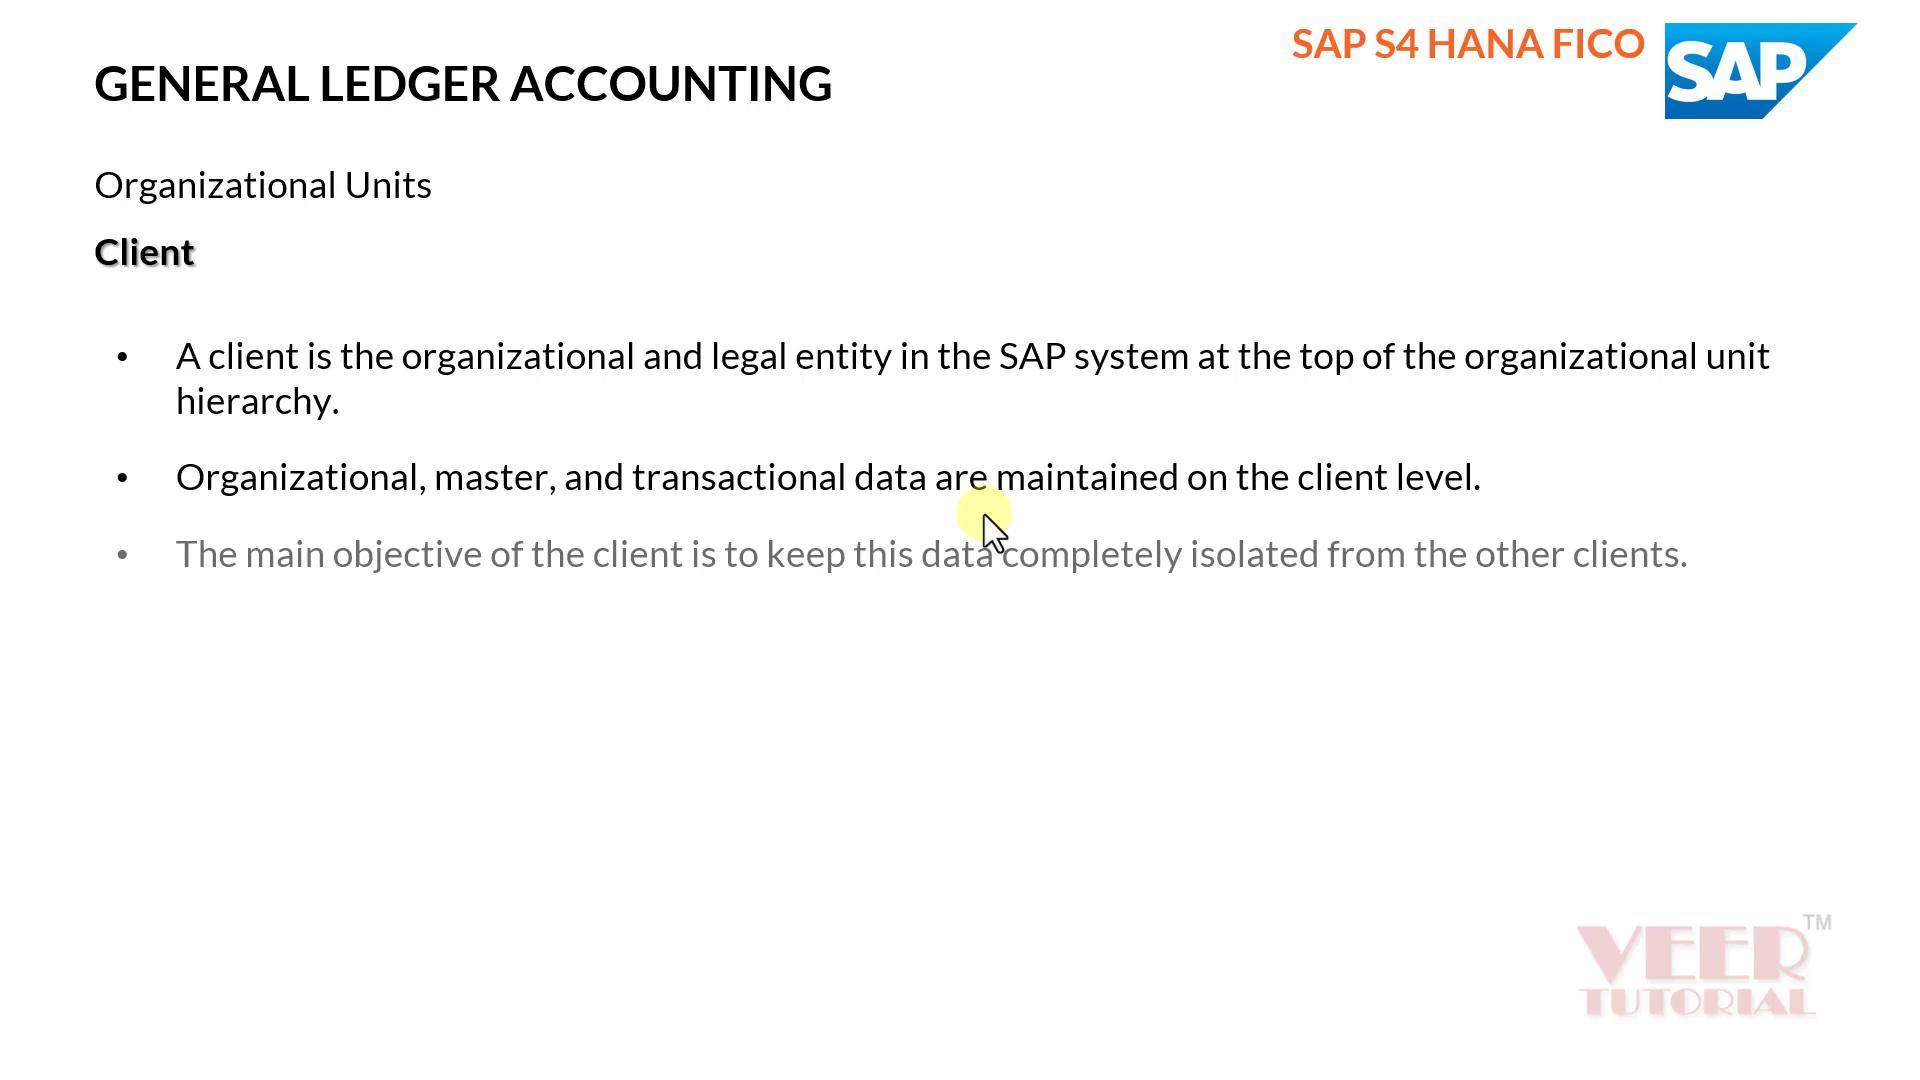 SAP S4 HANA FICO
SAP
GENERAL LEDGER ACCOUNTING
Organizational Units
Client
• A client is the organizational and legal entity in the SAP system at the top of the organizational unit
hierarchy.
• Organizational, master, and transactional data are maintained on the client level.
• The main objective of the client is to keep this data completely isolated from the other clients.
VEER TM
TUTORIAL